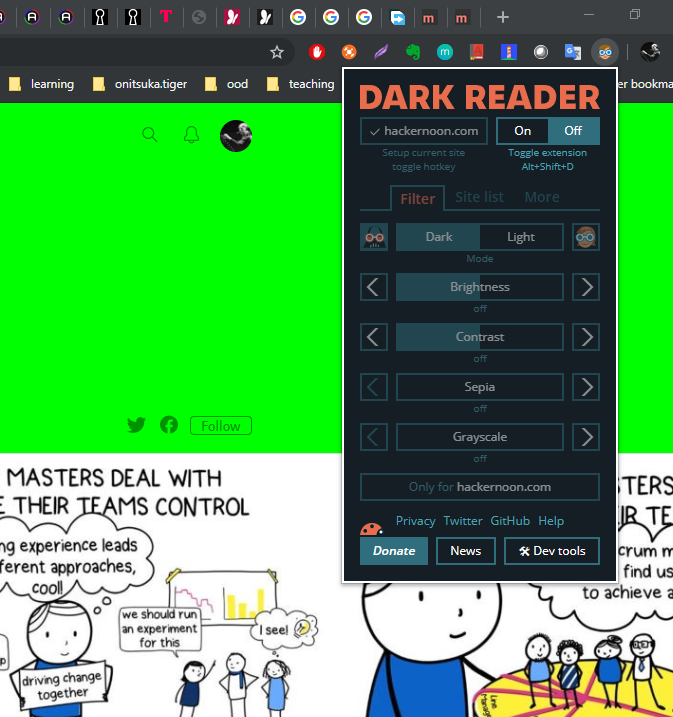 learning
onitsuka.tiger
ood
teaching
er bookma
DARK READER
hackernoon.com
On
Off
Setup current site
toggle hotkey
Toggle extension
Alt+Shift+D
Filter
Site list
More
Dark
Light
Mode
Brightness
off
Contrast
off
Sepia
off
Grayscale
off
Only for hackernoon.com
Privacy Twitter GitHub Help
Donate
News
Dev tools
Follow
MASTERS DEAL WITH
E THEIR TEAMS CONTROL
ng experience leads
ferent approaches,
cool!
we should run
an experiment
for this
I see!
driving change
together
p
TERS
IR TE
crum m
find us
to achieve a
Line
Manag